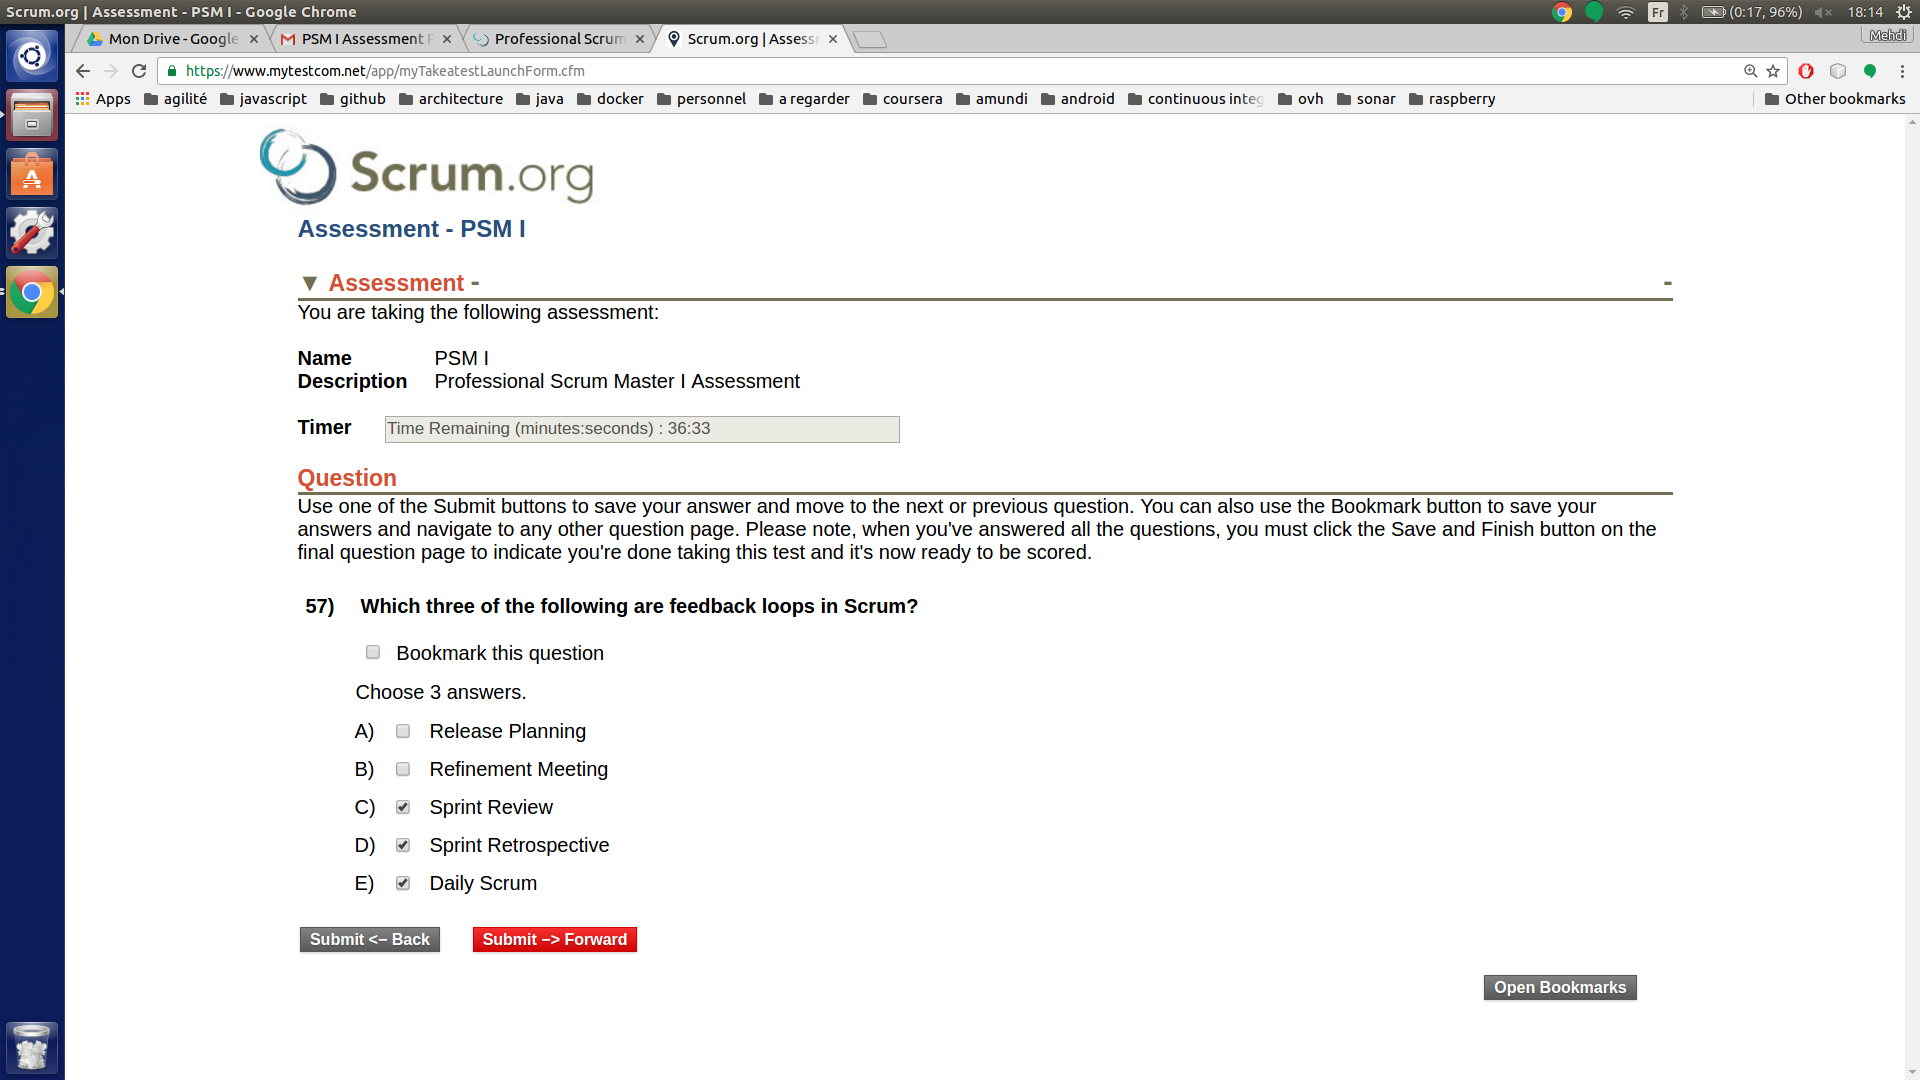 Scrum.org | Assessment - PSM I - Google Chrome
Fr
(0:17, 96%)
18:14
Mon Drive - Google
PSM I Assessment P
Professional Scrum
Scrum.org | Assess
Mehdi
https://www.mytestcom.net/app/myTakeatestLaunchForm.cfm
Apps
agilité
javascript
github
architecture
java
docker
personnel
a regarder
coursera
amundi
android
continuous integ
ovh
sonar
raspberry
Other bookmarks
Scrum.org
Assessment - PSM I
▼ Assessment - -
You are taking the following assessment:
Name PSM I
Description Professional Scrum Master I Assessment
Timer Time Remaining (minutes:seconds) : 36:33
Question
Use one of the Submit buttons to save your answer and move to the next or previous question. You can also use the Bookmark button to save your
answers and navigate to any other question page. Please note, when you've answered all the questions, you must click the Save and Finish button on the
final question page to indicate you're done taking this test and it's now ready to be scored.
57) Which three of the following are feedback loops in Scrum?
Bookmark this question
Choose 3 answers.
A) Release Planning
B) Refinement Meeting
C) Sprint Review
D) Sprint Retrospective
E) Daily Scrum
Submit <– Back
Submit –> Forward
Open Bookmarks